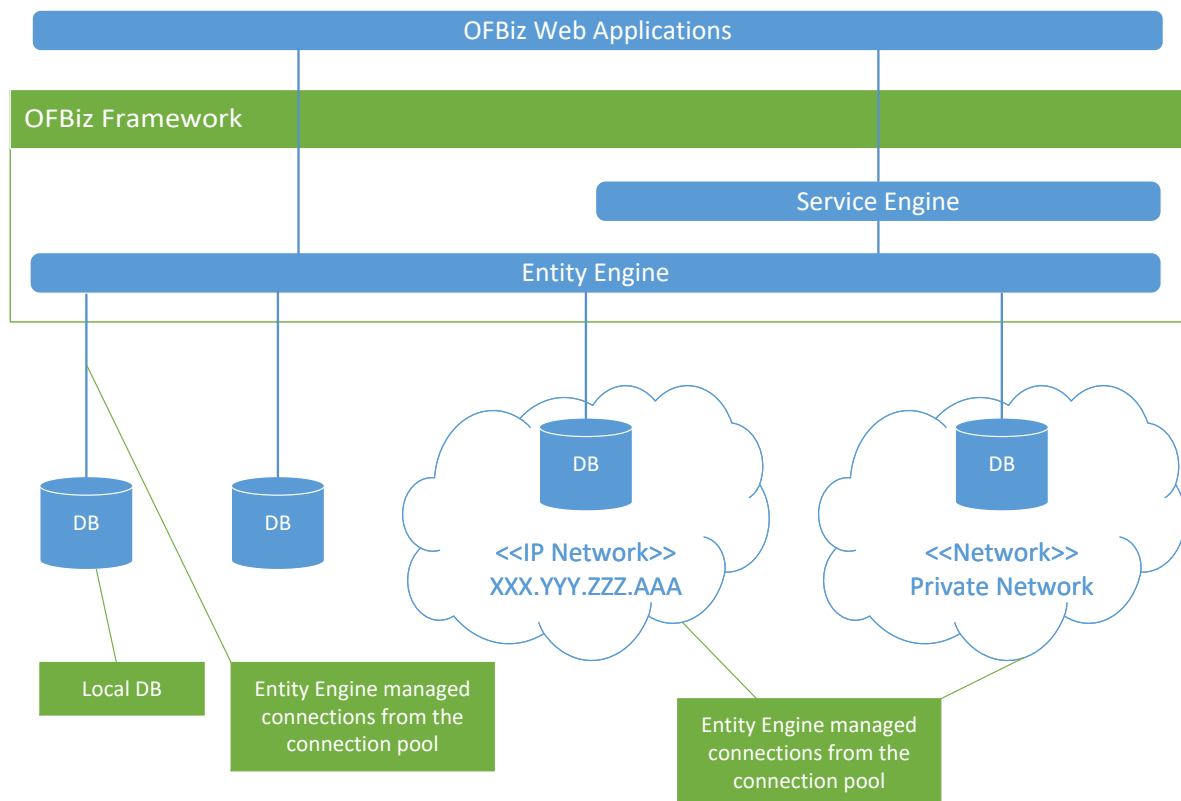 OFBiz Web Applications
OFBiz Framework
Service Engine
Entity Engine
DB
DB
DB
DB
<<IP Network>>
XXX.YYY.ZZZ.AAA
<<Network>>
Private Network
Local DB
Entity Engine managed
connections from the
connection pool
Entity Engine managed
connections from the
connection pool